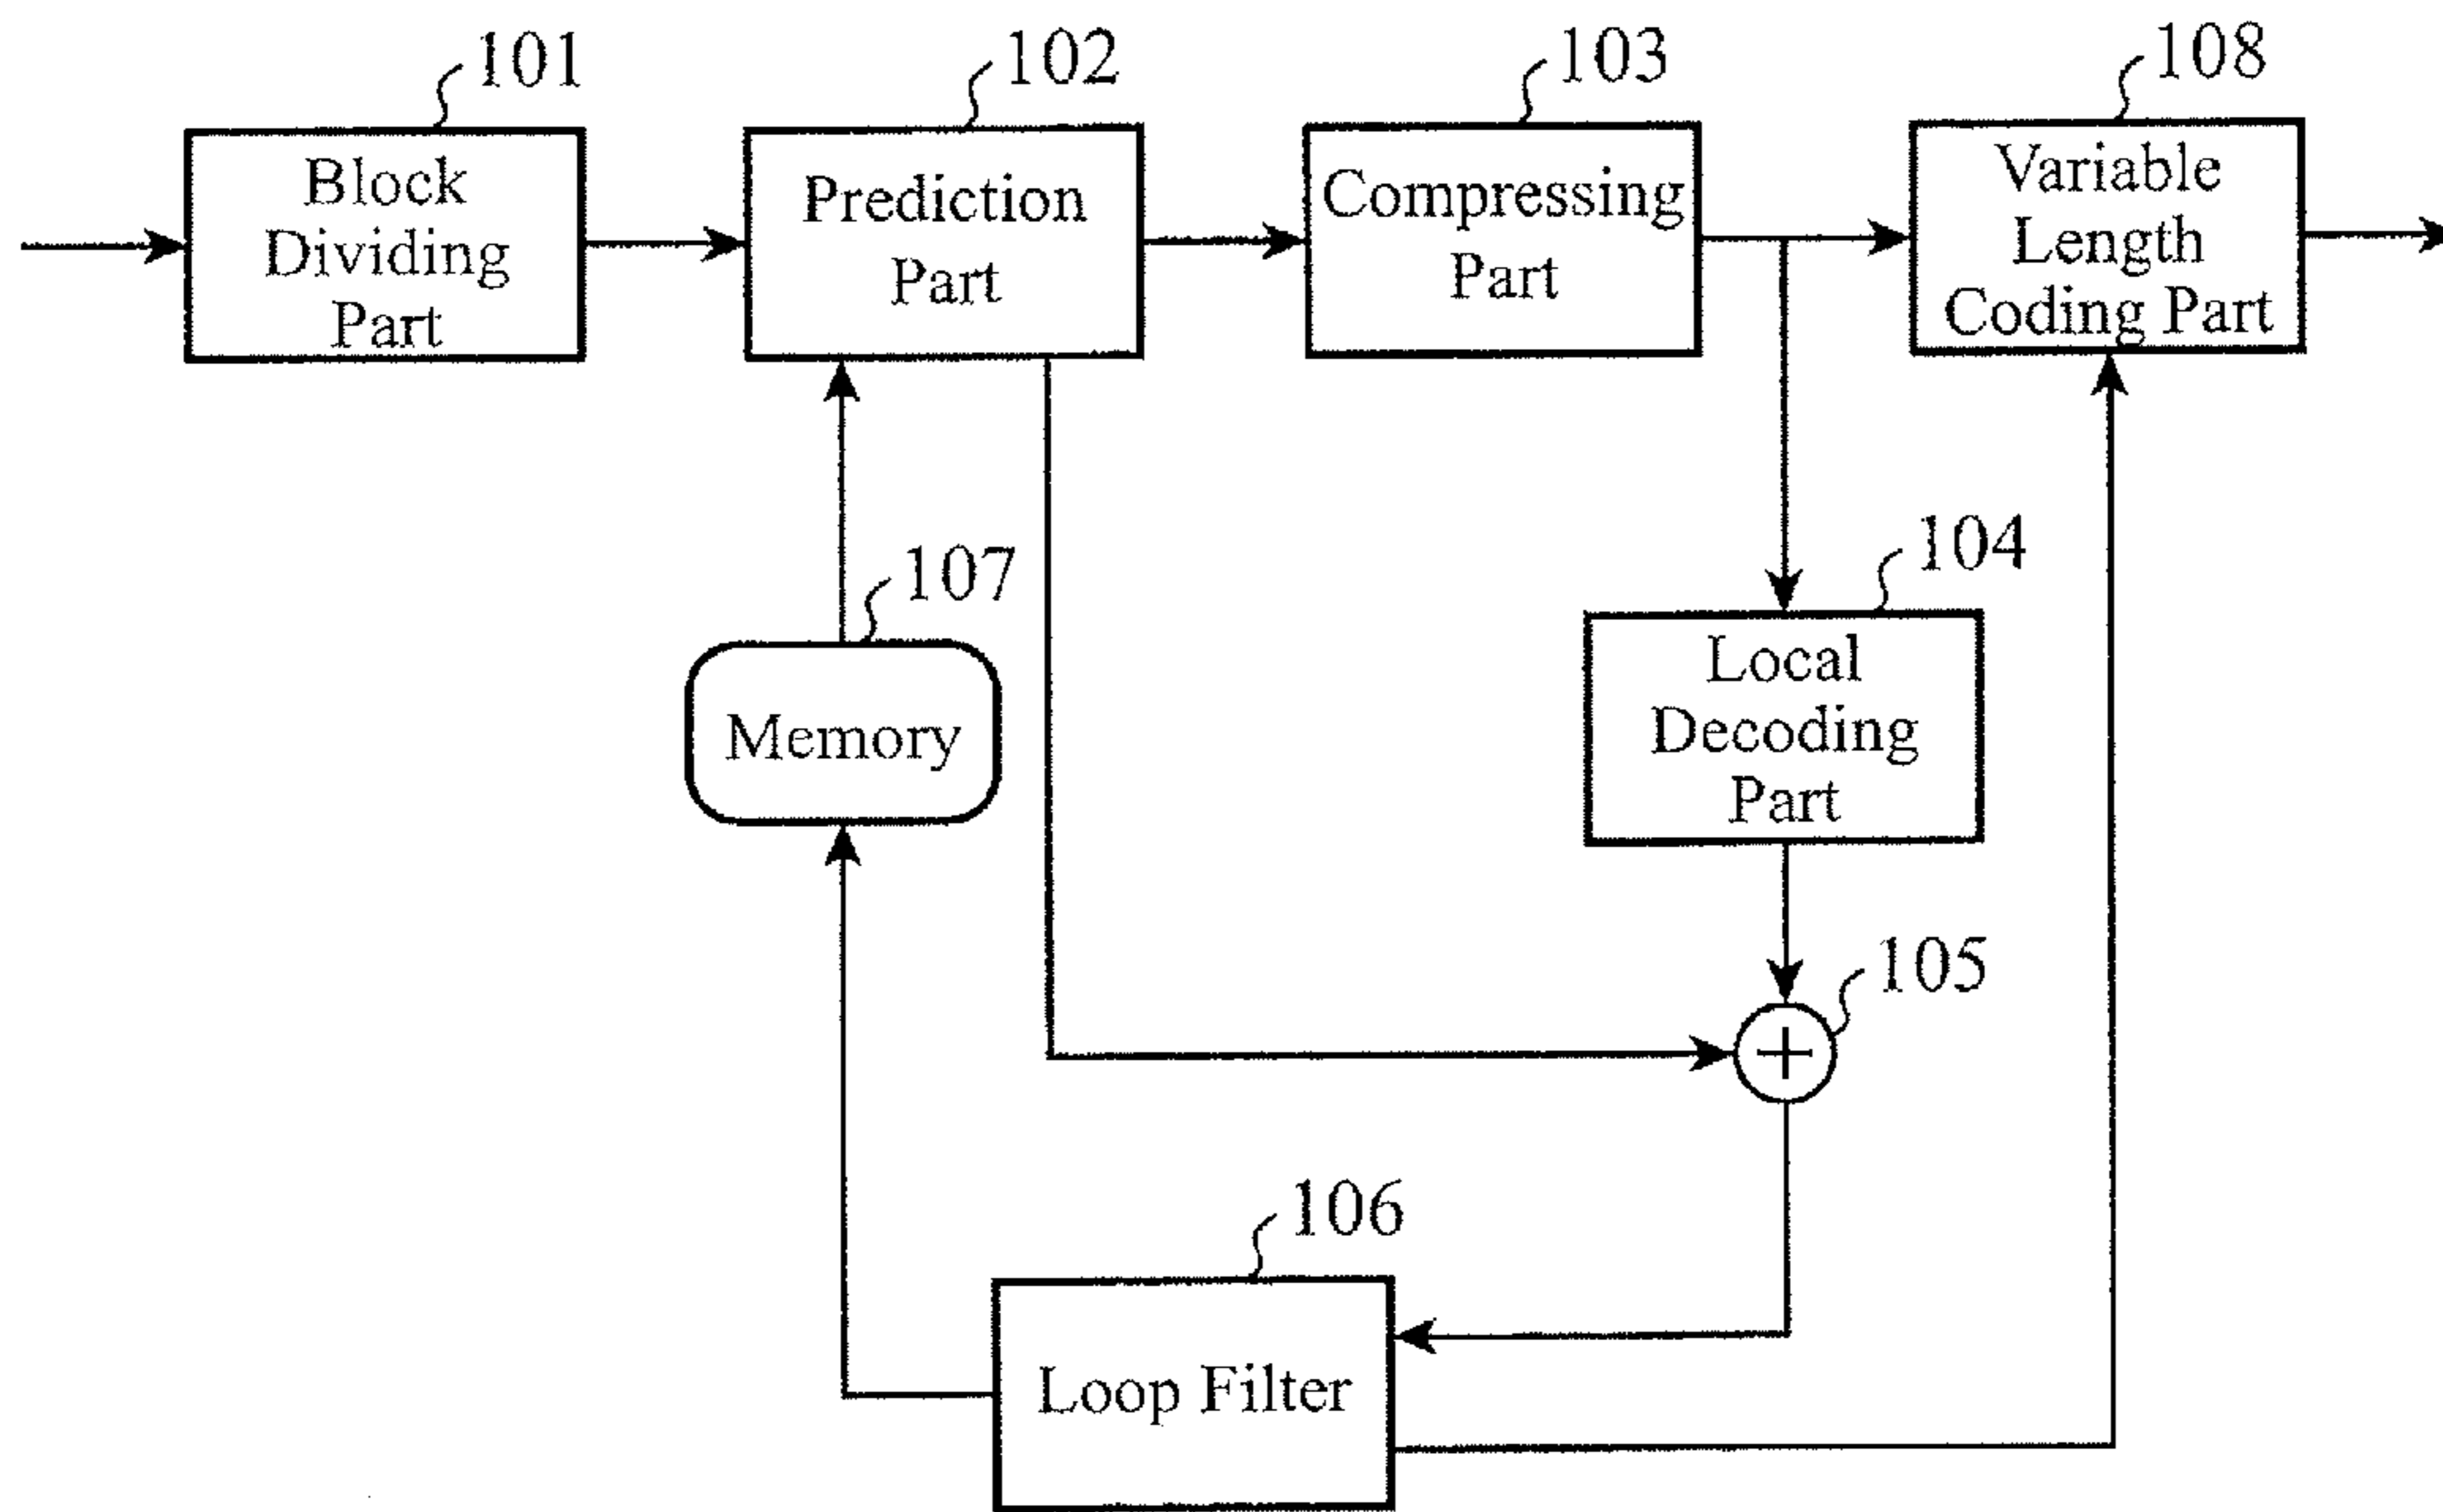 101
102
103
108
Block
Dividing
Part
Prediction
Part
Compressing
Part
Variable
Length
Coding Part
107
104
Memory
Local
Decoding
Part
105
+
106
Loop Filter